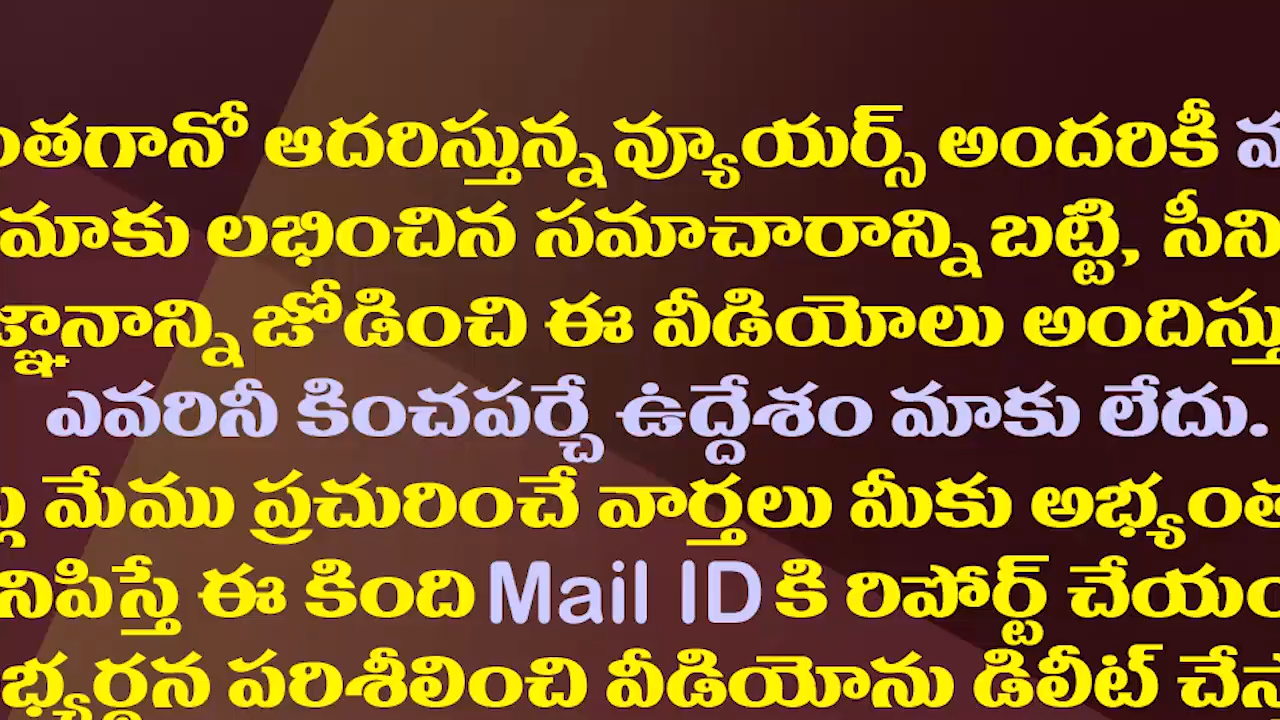 ఆదరిస్తున్న వ్యూయర్స్ అందరికీ
మాకు లభించిన సమాచారాన్ని బట్టి,
జోడించి ఈ వీడియోలు
ఎవరినీ కించపర్చే ఉద్దేశం మాకు లేదు.
మేము ప్రచురించే వార్తలు మీకు
ఈ కింది Mail ID కి రిపోర్ట్
పరిశీలించి వీడియోను డిలీట్